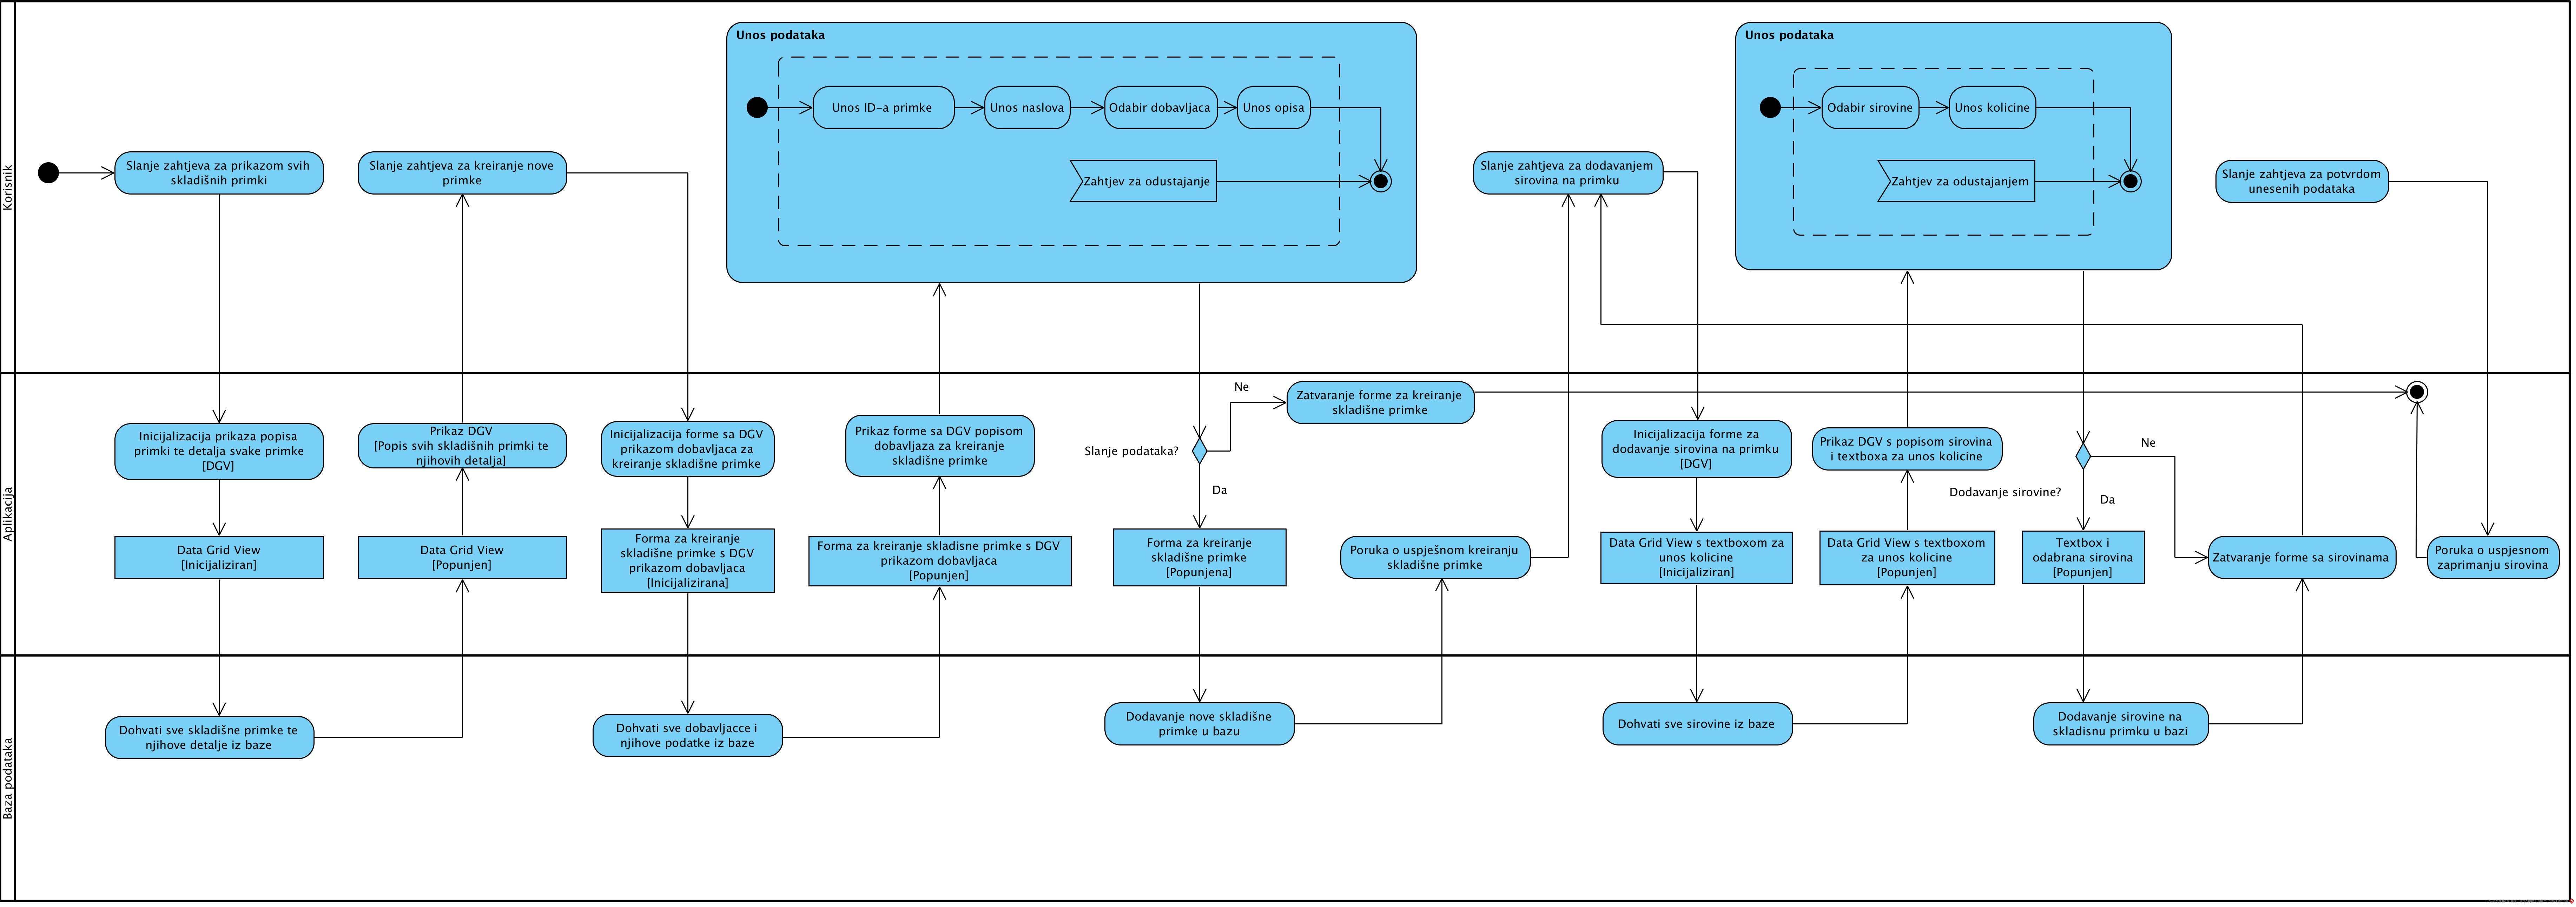 Korisnik
Unos podataka
Unos ID-a primke
Unos naslova
Odabir dobavljaca
Unos opisa
Zahtjev za odustajanje
Unos podataka
Odabir sirovine
Unos kolicine
Zahtjev za odustajanjem
Slanje zahtjeva za prikazom svih
skladišnih primki
Slanje zahtjeva za kreiranje nove
primke
Slanje zahtjeva za dodavanjem
sirovina na primku
Slanje zahtjeva za potvrdom
unesenih podataka
Aplikacija
Inicijalizacija prikaza popisa
primki te detalja svake primke
[DGV]
Prikaz DGV
[Popis svih skladišnih primki te
njihovih detalja]
Inicijalizacija forme sa DGV
prikazom dobavljaca za
kreiranje skladišne primke
Prikaz forme sa DGV popisom
dobavljaza za kreiranje
skladišne primke
Slanje podataka?
Ne
Da
Zatvaranje forme za kreiranje
skladišne primke
Inicijalizacija forme za
dodavanje sirovina na primku
[DGV]
Prikaz DGV s popisom sirovina
i textboxa za unos kolicine
Dodavanje sirovine?
Ne
Da
Data Grid View
[Inicijaliziran]
Data Grid View
[Popunjen]
Forma za kreiranje
skladišne primke s DGV
prikazom dobavljaca
[Inicijalizirana]
Forma za kreiranje skladisne primke s DGV
prikazom dobavljaca
[Popunjen]
Forma za kreiranje
skladišne primke
[Popunjena]
Poruka o uspješnom kreiranju
skladišne primke
Data Grid View s textboxom za
unos kolicine
[Inicijaliziran]
Data Grid View s textboxom
za unos kolicine
[Popunjen]
Textbox i
odabrana sirovina
[Popunjen]
Zatvaranje forme sa sirovinama
Poruka o uspjesnom
zaprimanju sirovina
Baza podataka
Dohvati sve skladišne primke te
njihove detalje iz baze
Dohvati sve dobavljacce i
njihove podatke iz baze
Dodavanje nove skladišne
primke u bazu
Dohvati sve sirovine iz baze
Dodavanje sirovine na
skladisnu primku u bazi